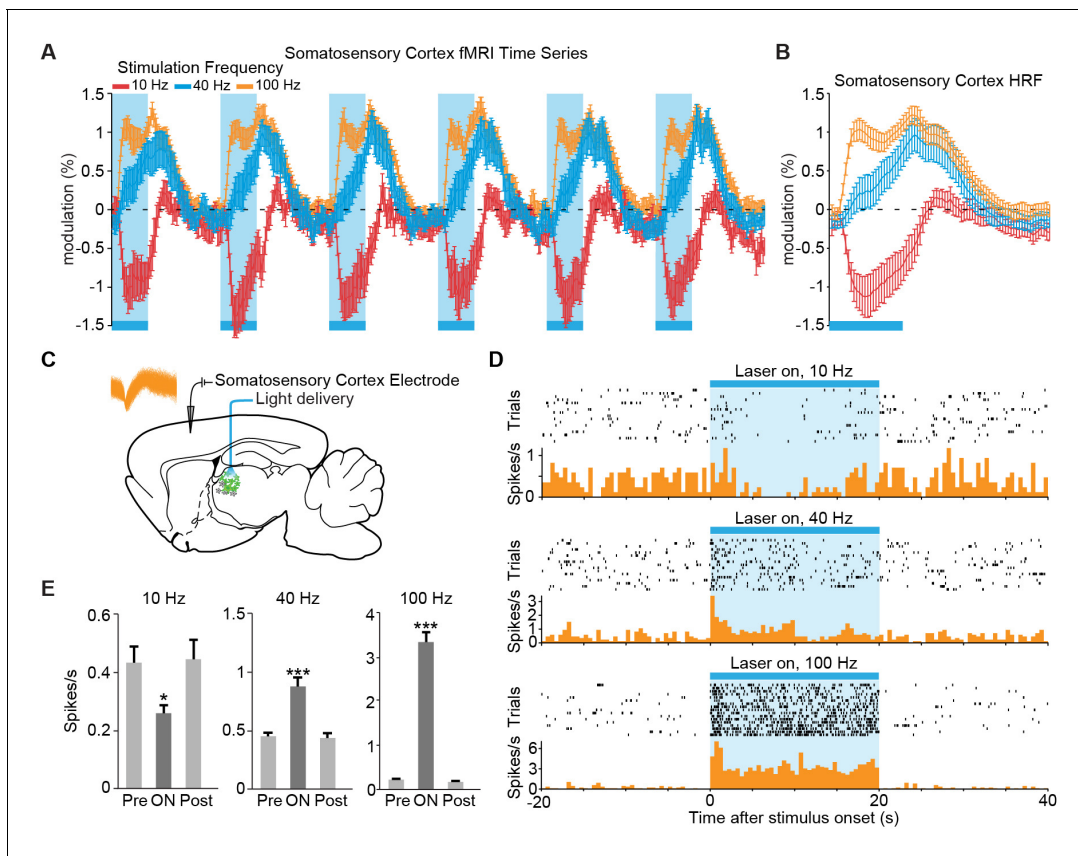 A
Somatosensory Cortex fMRI Time Series
Stimulation Frequency
10 Hz 40 Hz 100 Hz
1.5
1
0.5
0
-0.5
-1
-1.5
modulation (%)
B
Somatosensory Cortex HRF
1.5
1
0.5
0
-0.5
-1
-1.5
modulation (%)
C
Somatosensory Cortex Electrode
Light delivery
D
Laser on, 10 Hz
Trials
Spikes/s
1
0
Laser on, 40 Hz
Trials
Spikes/s
3
2
1
0
Laser on, 100 Hz
Trials
Spikes/s
6
3
0
-20 0 20 40
Time after stimulus onset (s)
E
10 Hz 40 Hz 100 Hz
Spikes/s
0.6
0.4
0.2
0
*
Pre ON Post
1.5
1
0.5
0
***
Pre ON Post
4
3
2
1
0
***
Pre ON Post